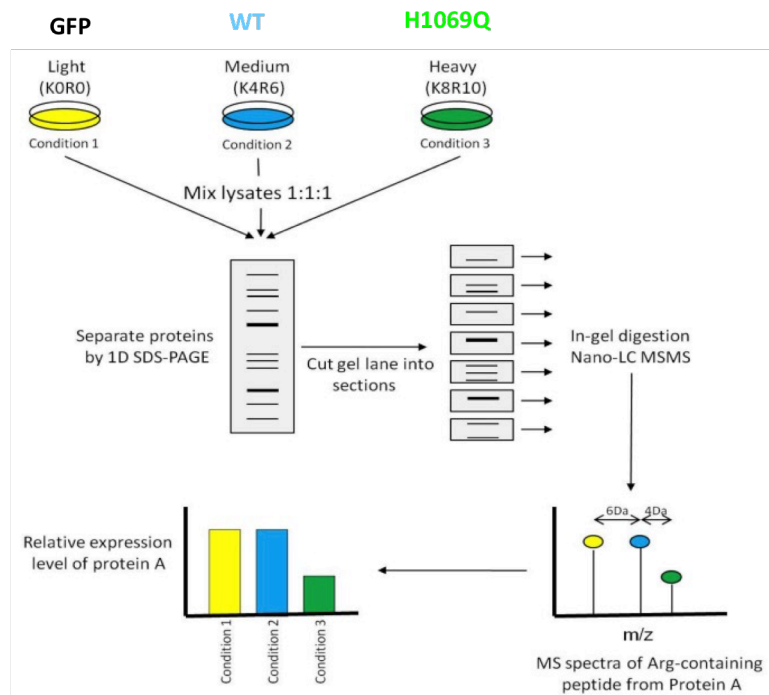 GFP
WT
H1069Q
Light
(K0R0)
Medium
(K4R6)
Heavy
(K8R10)
Condition 1
Condition 2
Condition 3
Mix lysates 1:1:1
Separate proteins
by 1D SDS-PAGE
Cut gel lane into
sections
In-gel digestion
Nano-LC MSMS
6Da
4Da
Relative expression
level of protein A
Condition 1
Condition 2
Condition 3
m/z
MS spectra of Arg-containing
peptide from Protein A